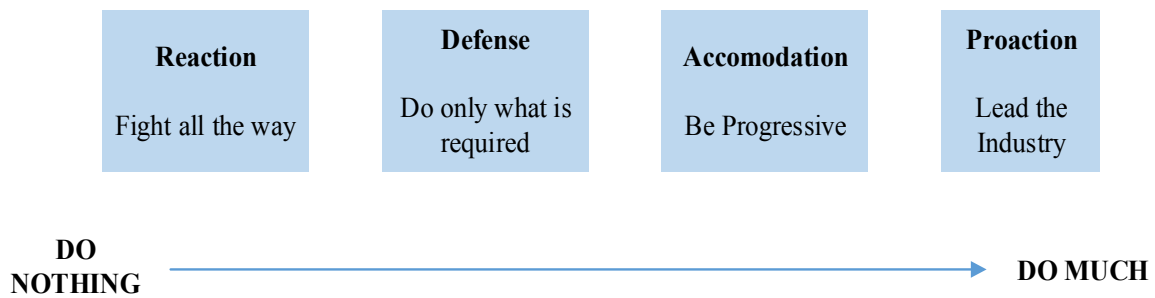 Reaction
Fight all the way
Defense
Do only what is
required
Accomodation
Be Progressive
Proaction
Lead the
Industry
DO
NOTHING
DO MUCH